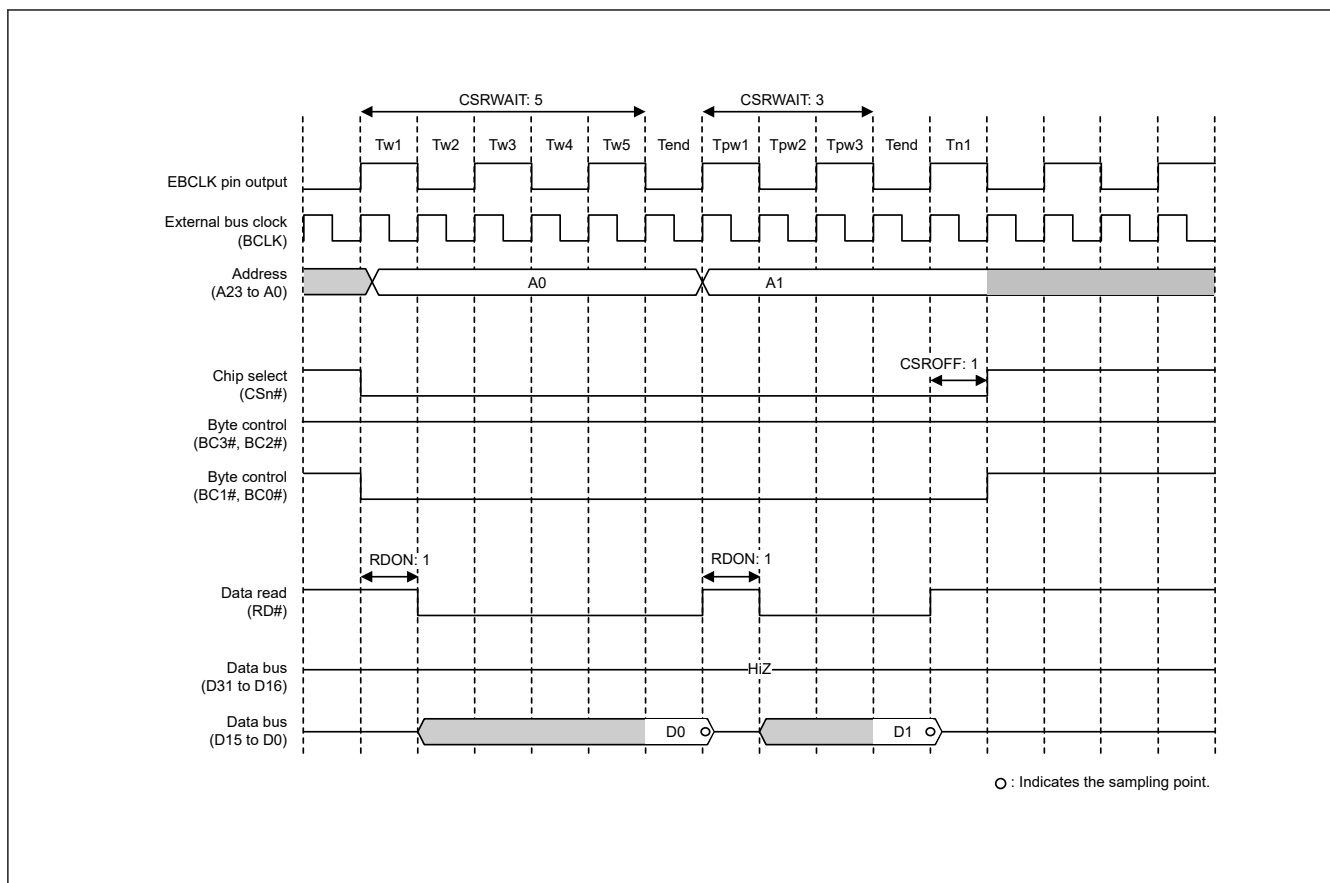 CSRWAIT: 5 CSRWAIT: 3
Tw1 Tw2 Tw3 Tw4 Tw5 Tend Tpw1 Tpw2 Tpw3 Tend Tn1
EBCLK pin output
External bus clock
(BCLK)
Address
(A23 to A0)
A0 A1
CSROFF: 1
Chip select
(CSn#)
Byte control
(BC3#, BC2#)
Byte control
(BC1#, BC0#)
RDON: 1 RDON: 1
Data read
(RD#)
Data bus
(D31 to D16)
HiZ
Data bus
(D15 to D0)
D0 D1
: Indicates the sampling point.